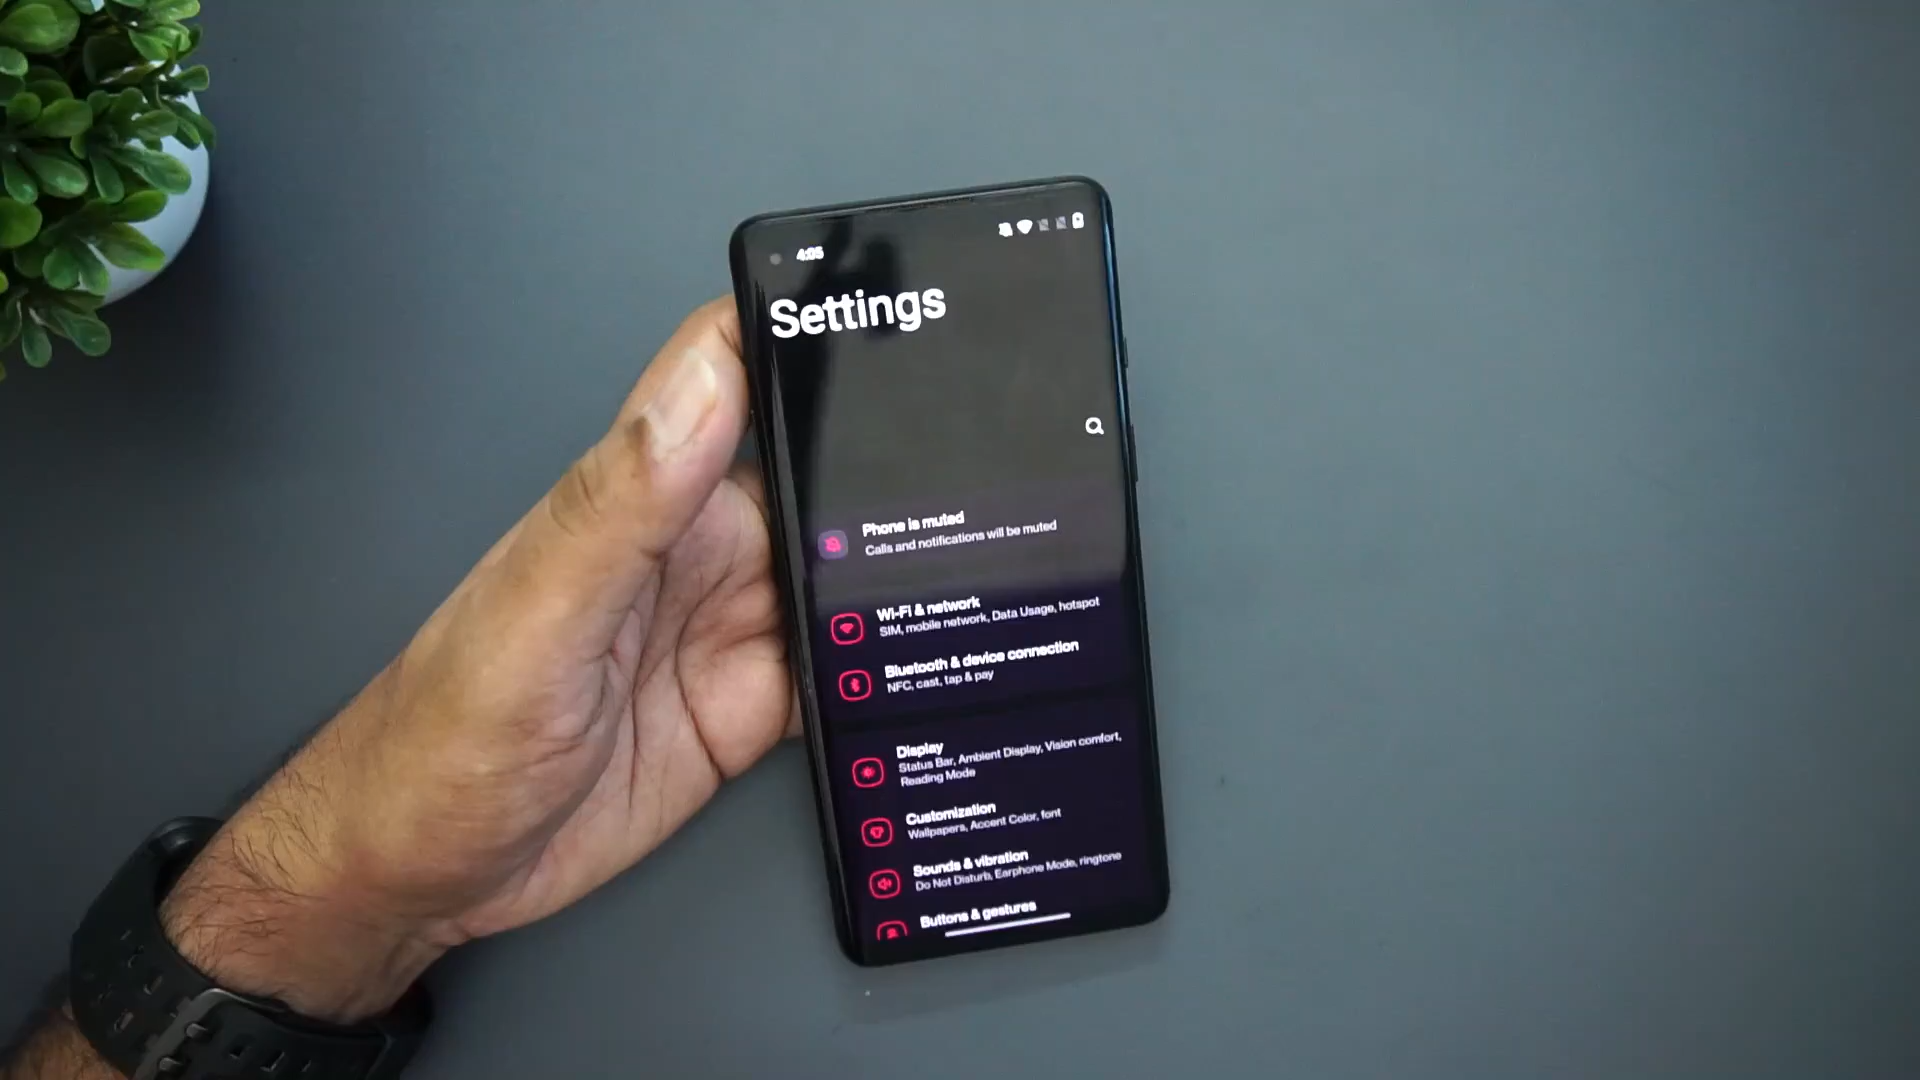 4:05
Settings
Phone is muted
Calls and notifications will be muted
Wi-Fi & network
SIM, mobile network, Data Usage, hotspot
Bluetooth & device connection
NFC, cast, tap & pay
Display
Status Bar, Ambient Display, Vision comfort,
Reading Mode
Customization
Wallpapers, Accent Color, font
Sounds & vibration
Do Not Disturb, Earphone Mode, ringtone
Buttons & gestures